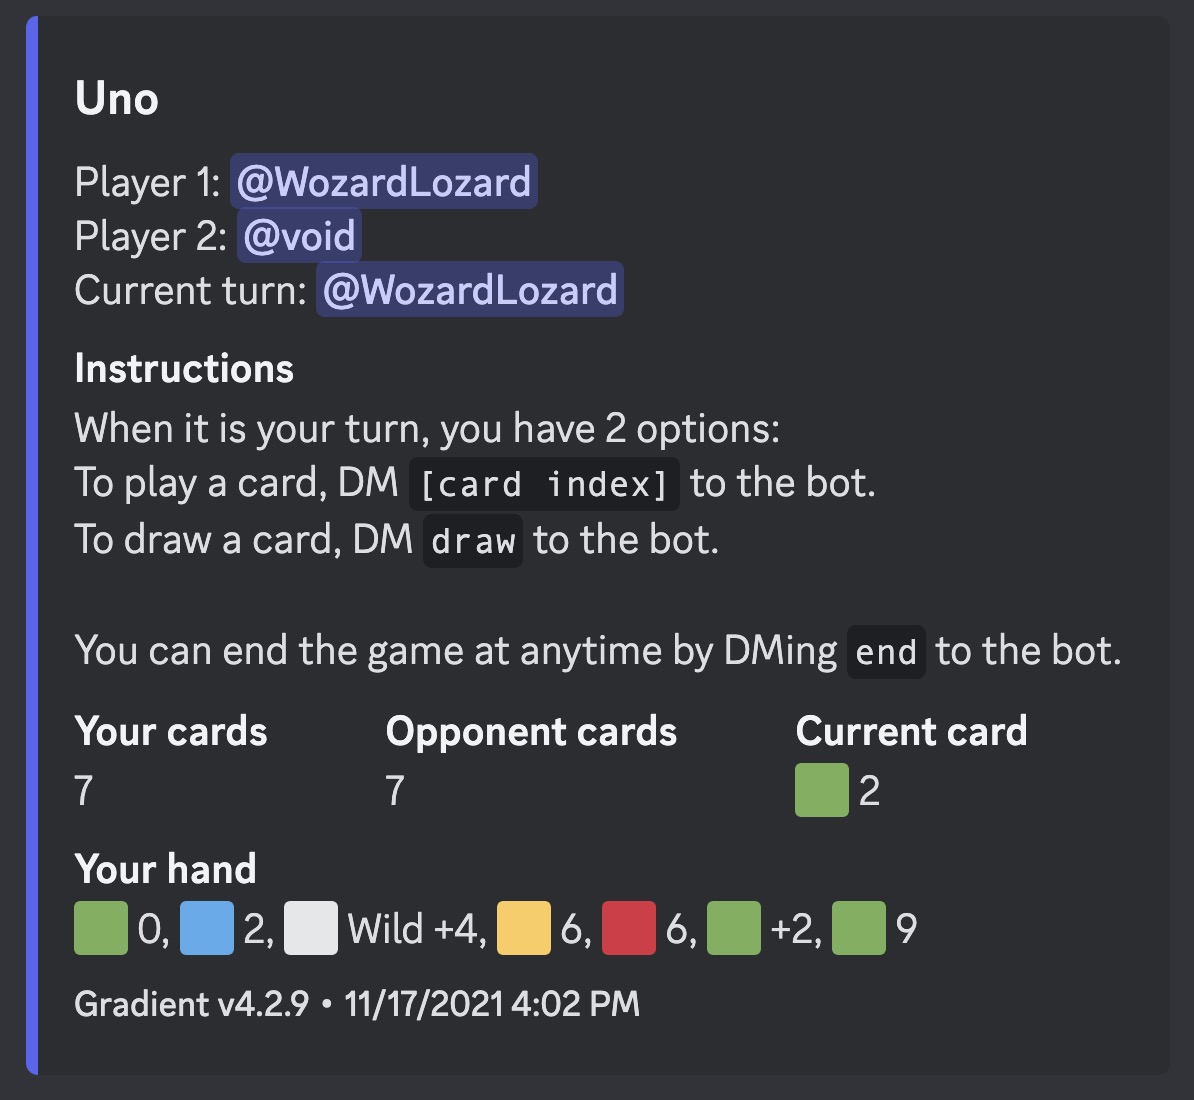 Uno
Player 1: @WozardLozard
Player 2: @void
Current turn: @WozardLozard
Instructions
When it is your turn, you have 2 options:
To play a card, DM [card index] to the bot.
To draw a card, DM draw to the bot.
You can end the game at anytime by DMing end to the bot.
Your cards Opponent cards Current card
7 7 2
Your hand
0, 2, Wild +4, 6, 6, +2, 9
Gradient v4.2.9 • 11/17/2021 4:02 PM